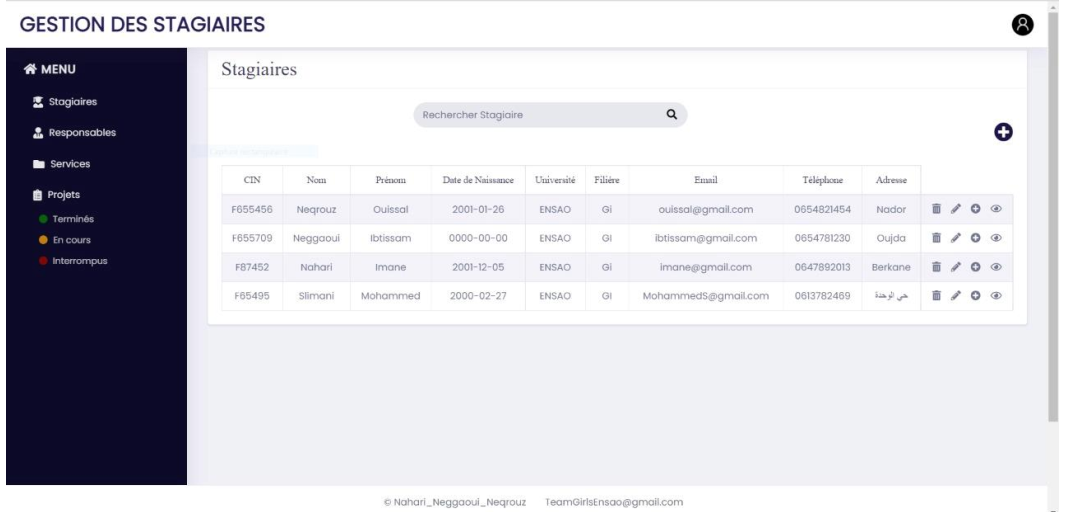 GESTION DES STAGIAIRES
MENU
Stagiaires
Responsables
Services
Projets
Terminés
En cours
Interrompus
Stagiaires
Rechercher Stagiaire
CIN Nom Prénom Date de Naissance Université Filière Email Téléphone Adresse
F655456 Neqrouz Ouissal 2001-01-26 ENSAO Gi ouissal@gmail.com 0654821454 Nador
F655709 Neggaoui Ibtissam 0000-00-00 ENSAO GI ibtissam@gmail.com 0654781230 Oujda
F87452 Nahari Imane 2001-12-05 ENSAO Gi imane@gmail.com 0647892013 Berkane
F65495 Slimani Mohammed 2000-02-27 ENSAO GI MohammedS@gmail.com 0613782469 حي الوحدة
© Nahari_Neggaoui_Neqrouz TeamGirlsEnsao@gmail.com